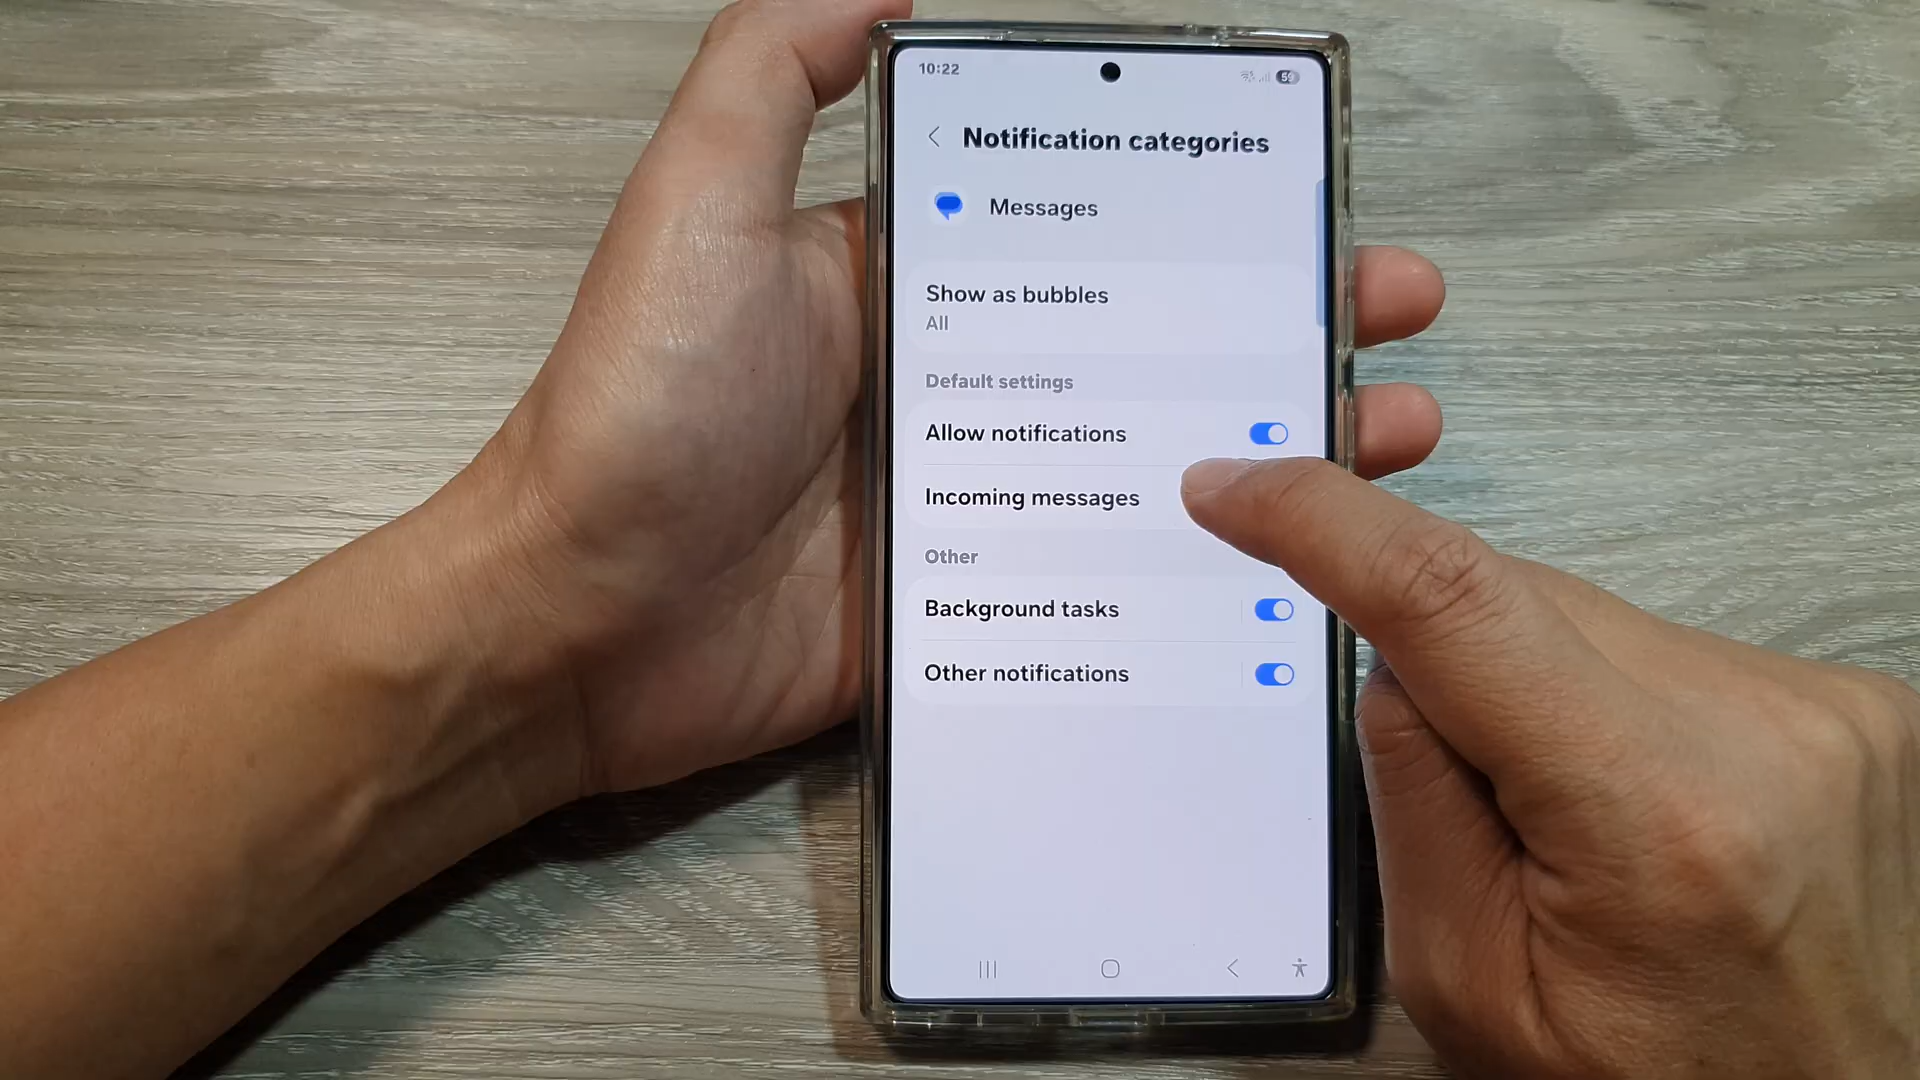 10:22
59
Notification categories
Messages
Show as bubbles
All
Default settings
Allow notifications
Incoming messages
Other
Background tasks
Other notifications